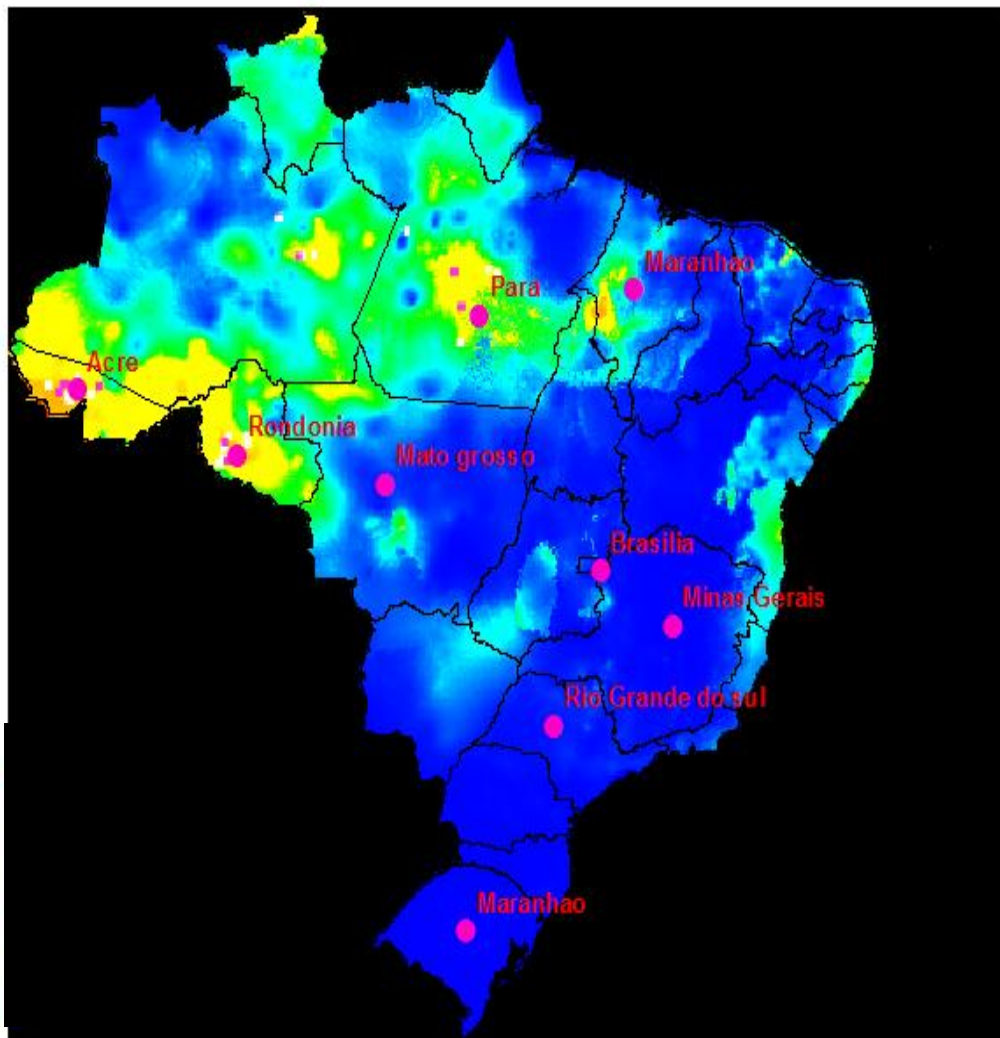 Maranhao
Para
Acre
Rondonia
Mato grosso
Brasilia
Minas Gerais
Rio Grande do sul
Maranhao